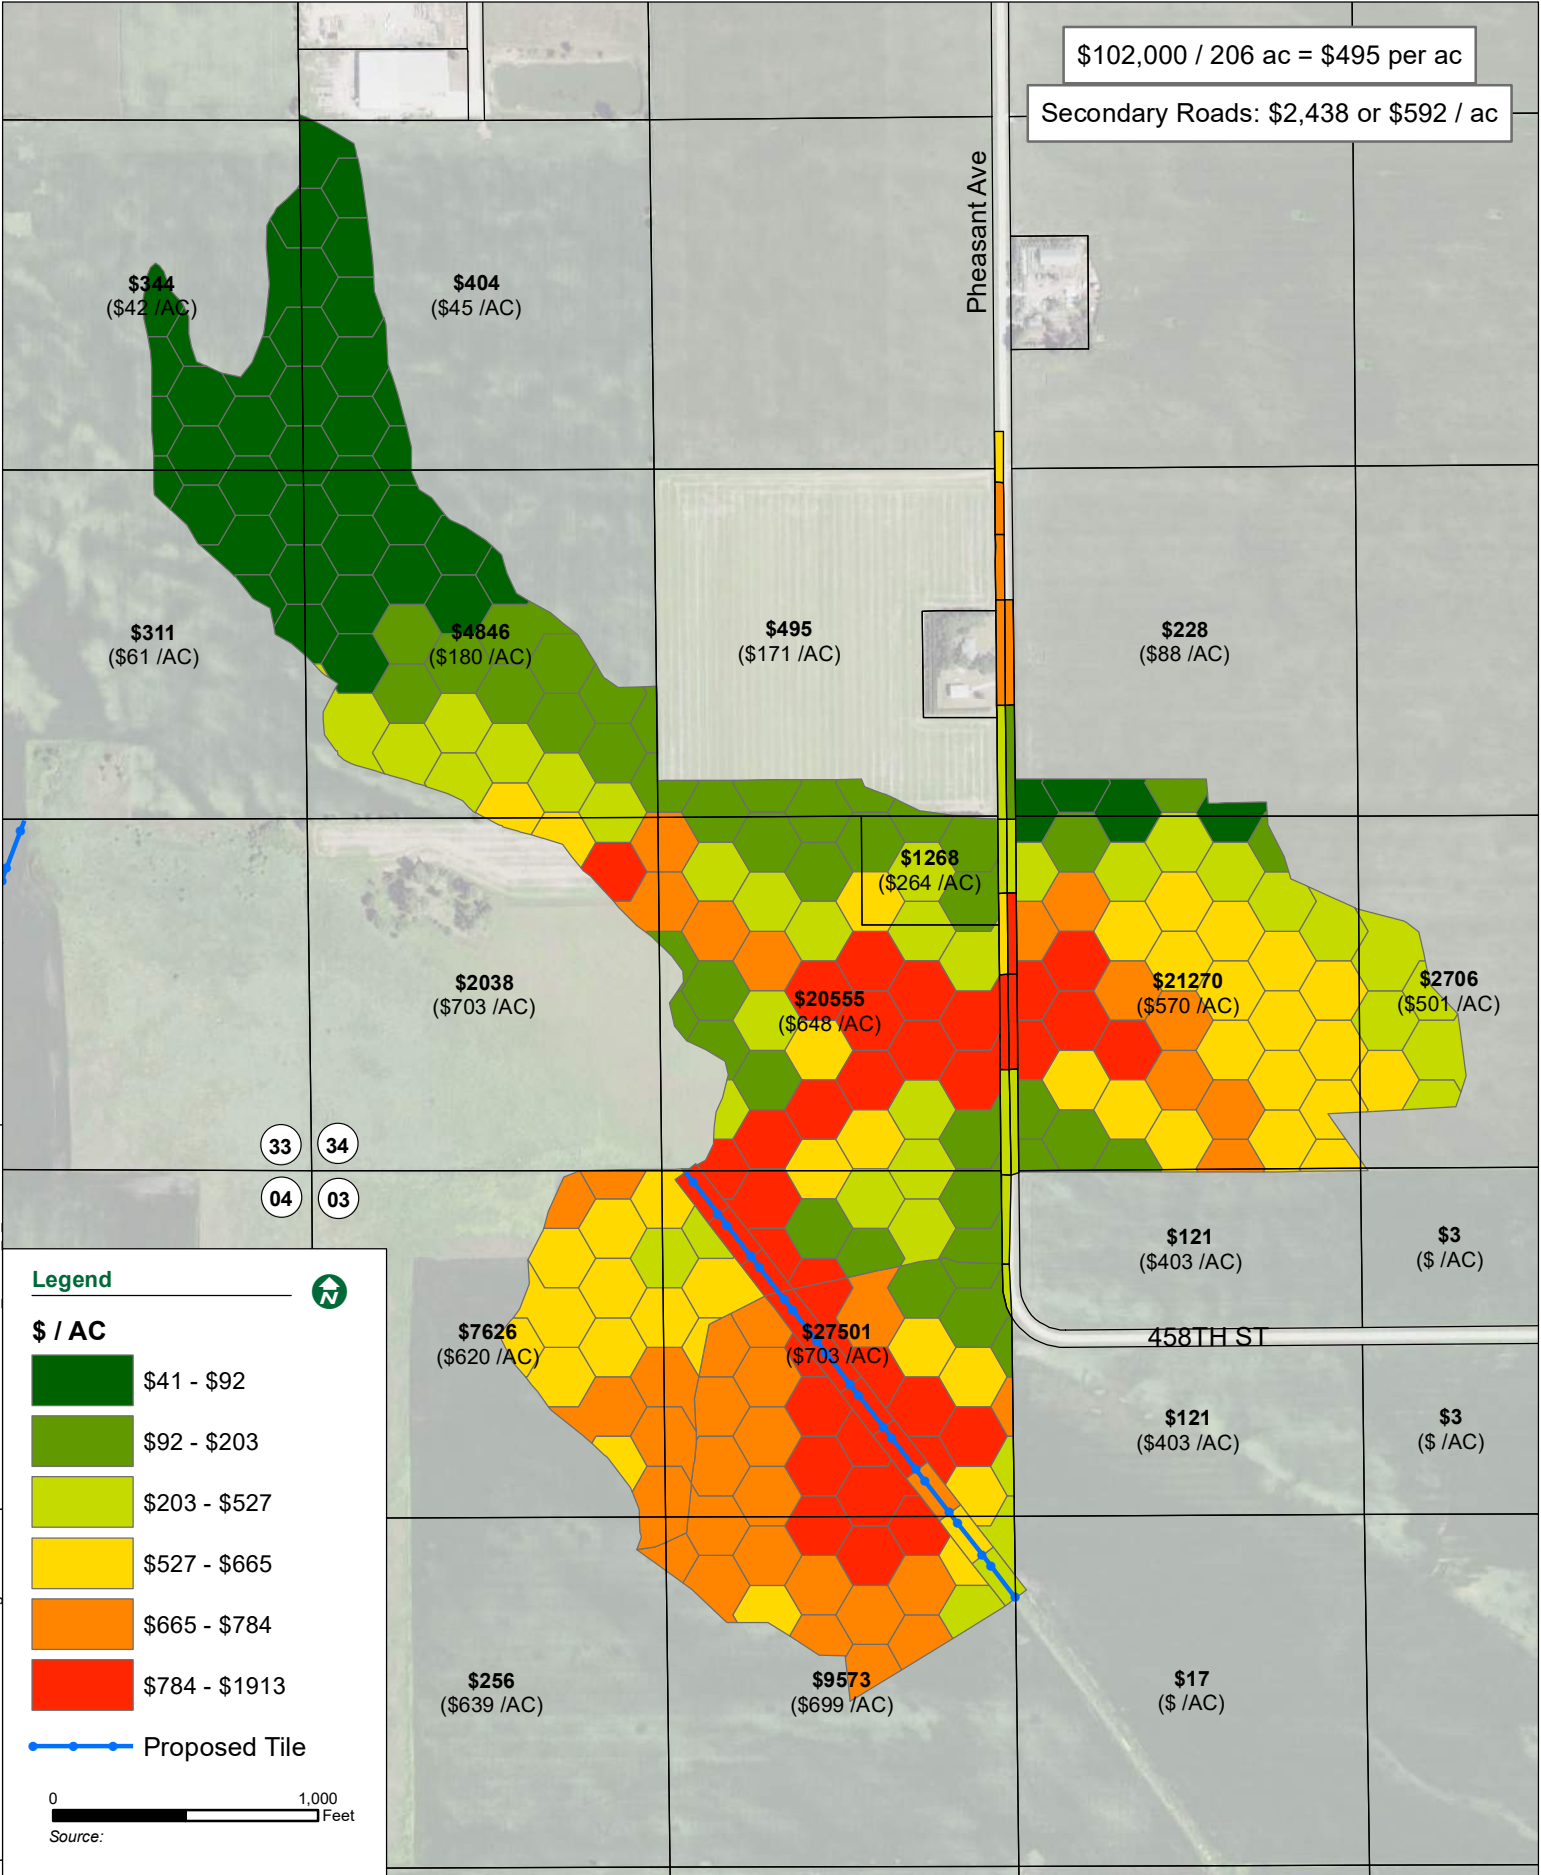 $102,000 / 206 ac = $495 per ac
Secondary Roads: $2,438 or $592 / ac
Pheasant Ave
$344
($42 /AC)
$404
($45 /AC)
$311
($61 /AC)
$4846
($180 /AC)
$495
($171 /AC)
$228
($88 /AC)
$1268
($264 /AC)
$2038
($703 /AC)
$20555
($648 /AC)
$21270
($570 /AC)
$2706
($501 /AC)
33
34
04
03
$121
($403 /AC)
$3
($ /AC)
$7626
($620 /AC)
$27501
($703 /AC)
458TH ST
$121
($403 /AC)
$3
($ /AC)
$256
($639 /AC)
$9573
($699 /AC)
$17
($ /AC)
Legend
N
$ / AC
$41 - $92
$92 - $203
$203 - $527
$527 - $665
$665 - $784
$784 - $1913
Proposed Tile
0 1,000
Feet
Source: